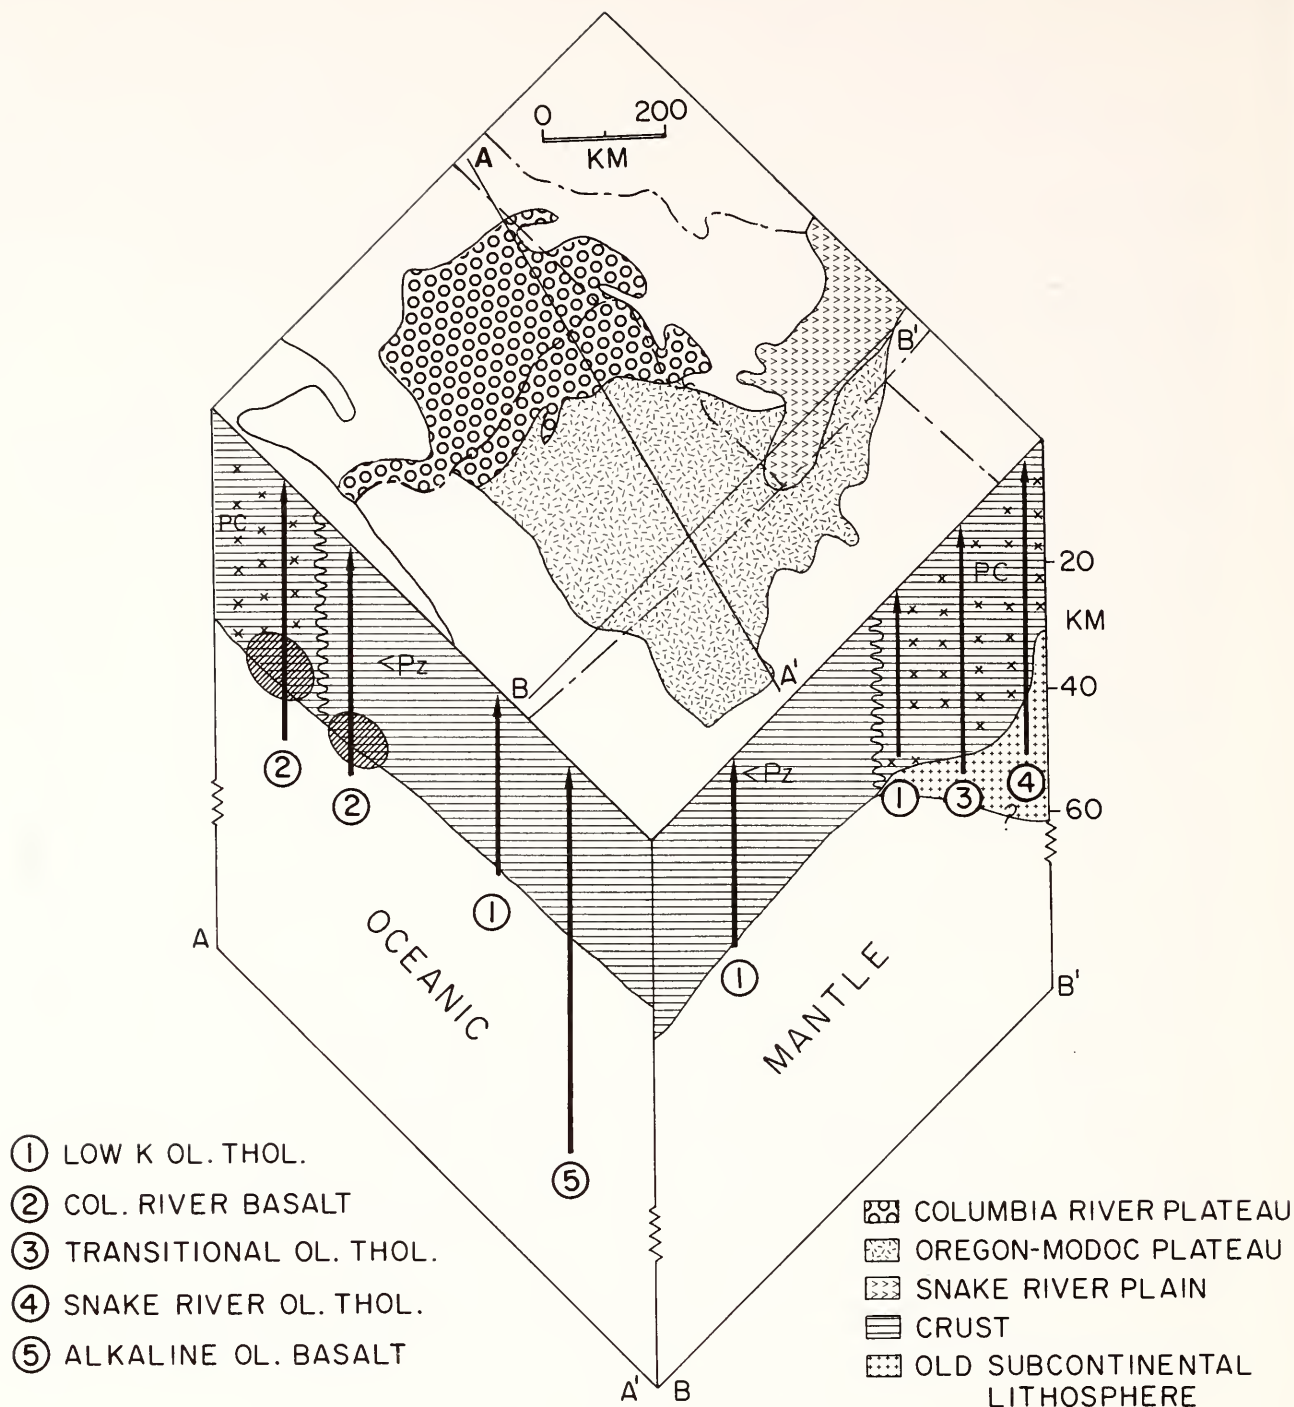 0 200
KM
A
B'
PC
20
PC
KM
<Pz
B
A'
40
<Pz
2
2
1
3
4
60
?
1
1
A
OCEANIC
MANTLE
B'
5
1 LOW K OL. THOL.
2 COL. RIVER BASALT
3 TRANSITIONAL OL. THOL.
4 SNAKE RIVER OL. THOL.
5 ALKALINE OL. BASALT
COLUMBIA RIVER PLATEAU
OREGON-MODOC PLATEAU
SNAKE RIVER PLAIN
CRUST
OLD SUBCONTINENTAL
LITHOSPHERE
A' B